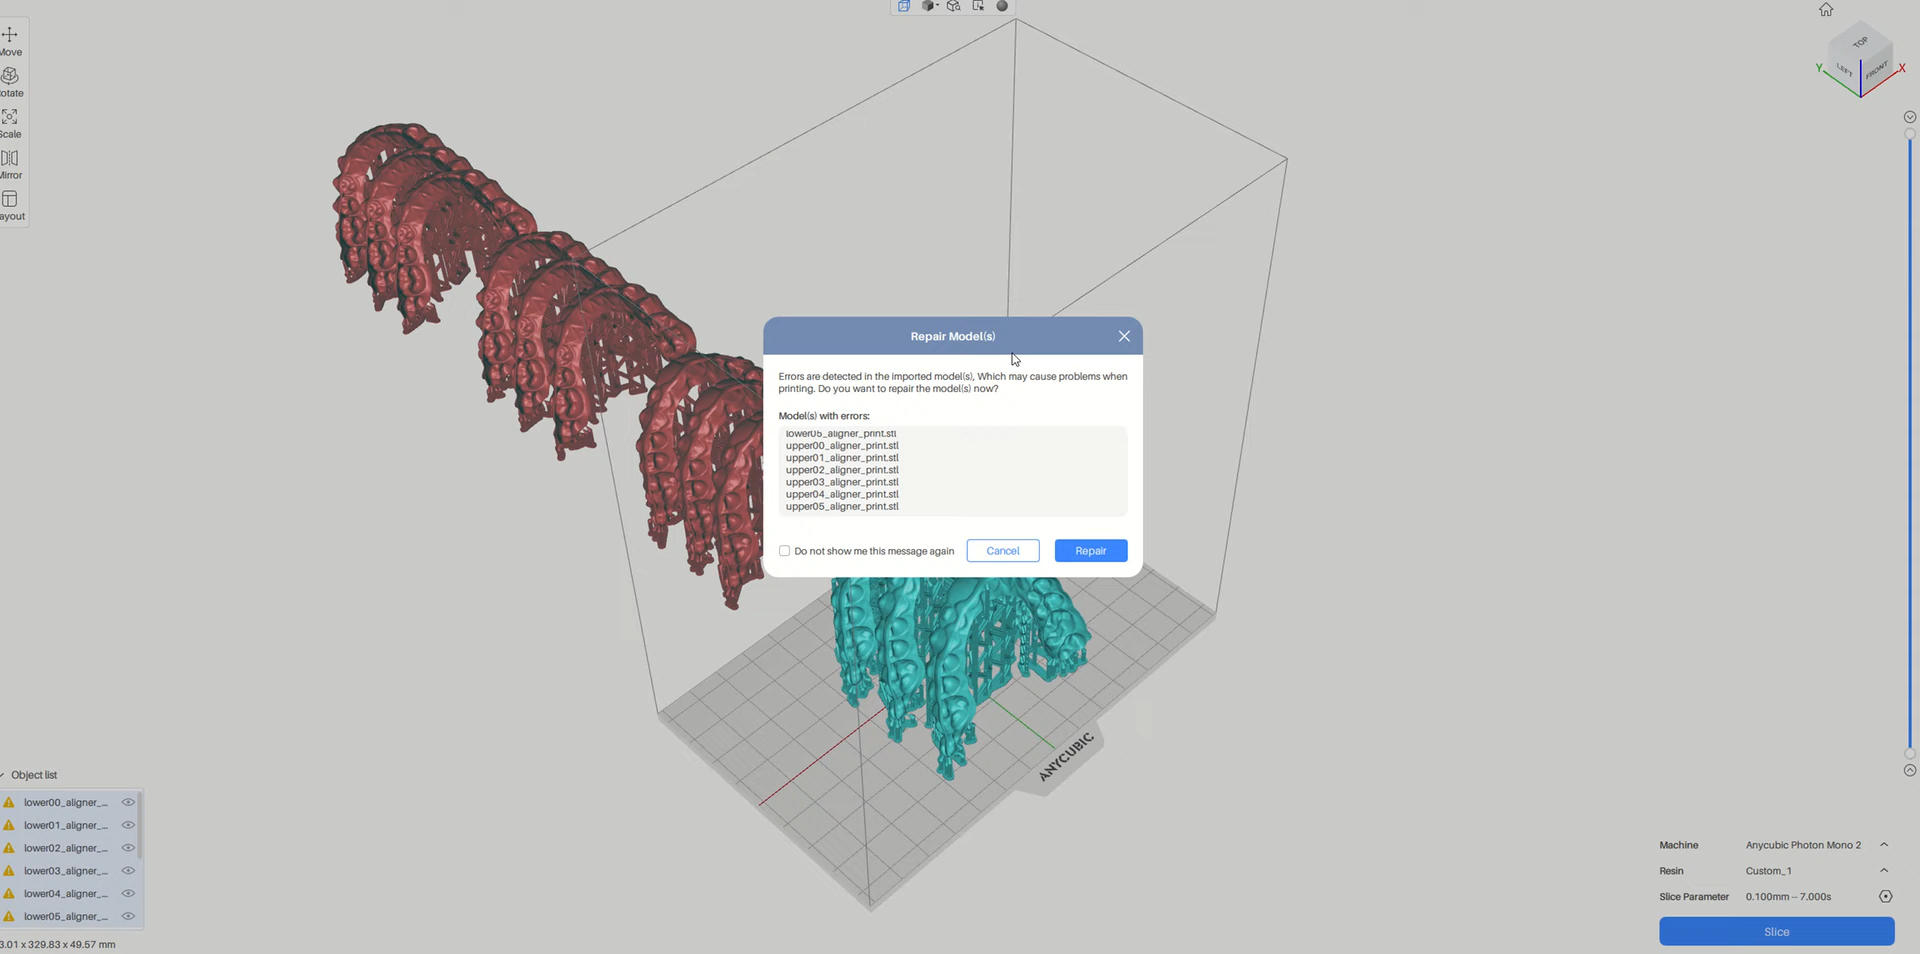 Move
otate
Scale
Mirror
ayout
TOP
LEFT
FRONT
Y
X
Repair Model(s)
Errors are detected in the imported model(s), Which may cause problems when
printing. Do you want to repair the model(s) now?
Model(s) with errors:
lower05_aligner_print.stl
upper00_aligner_print.stl
upper01_aligner_print.stl
upper02_aligner_print.stl
upper03_aligner_print.stl
upper04_aligner_print.stl
upper05_aligner_print.stl
Do not show me this message again
Cancel
Repair
ANYCUBIC
Object list
lower00_aligner_...
lower01_aligner_...
lower02_aligner_...
lower03_aligner_...
lower04_aligner_...
lower05_aligner_...
3.01 x 329.83 x 49.57 mm
Machine Anycubic Photon Mono 2
Resin Custom_1
Slice Parameter 0.100mm -- 7.000s
Slice